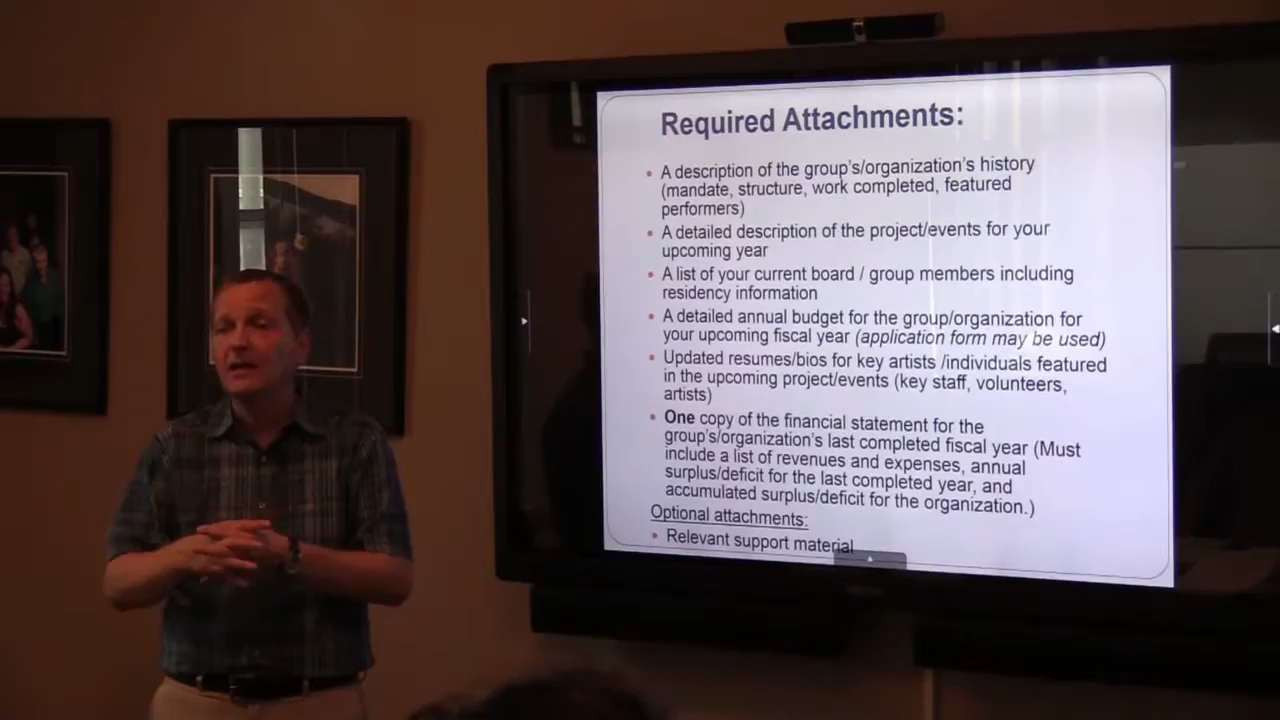 Required Attachments:
• A description of the group's/organization's history
(mandate, structure, work completed, featured
performers)
• A detailed description of the project/events for your
upcoming year
• A list of your current board / group members including
residency information
• A detailed annual budget for the group/organization for
your upcoming fiscal year (application form may be used)
• Updated resumes/bios for key artists /individuals featured
in the upcoming project/events (key staff, volunteers,
artists)
• One copy of the financial statement for the
group's/organization's last completed fiscal year (Must
include a list of revenues and expenses, annual
surplus/deficit for the last completed year, and
accumulated surplus/deficit for the organization.)
Optional attachments:
• Relevant support material